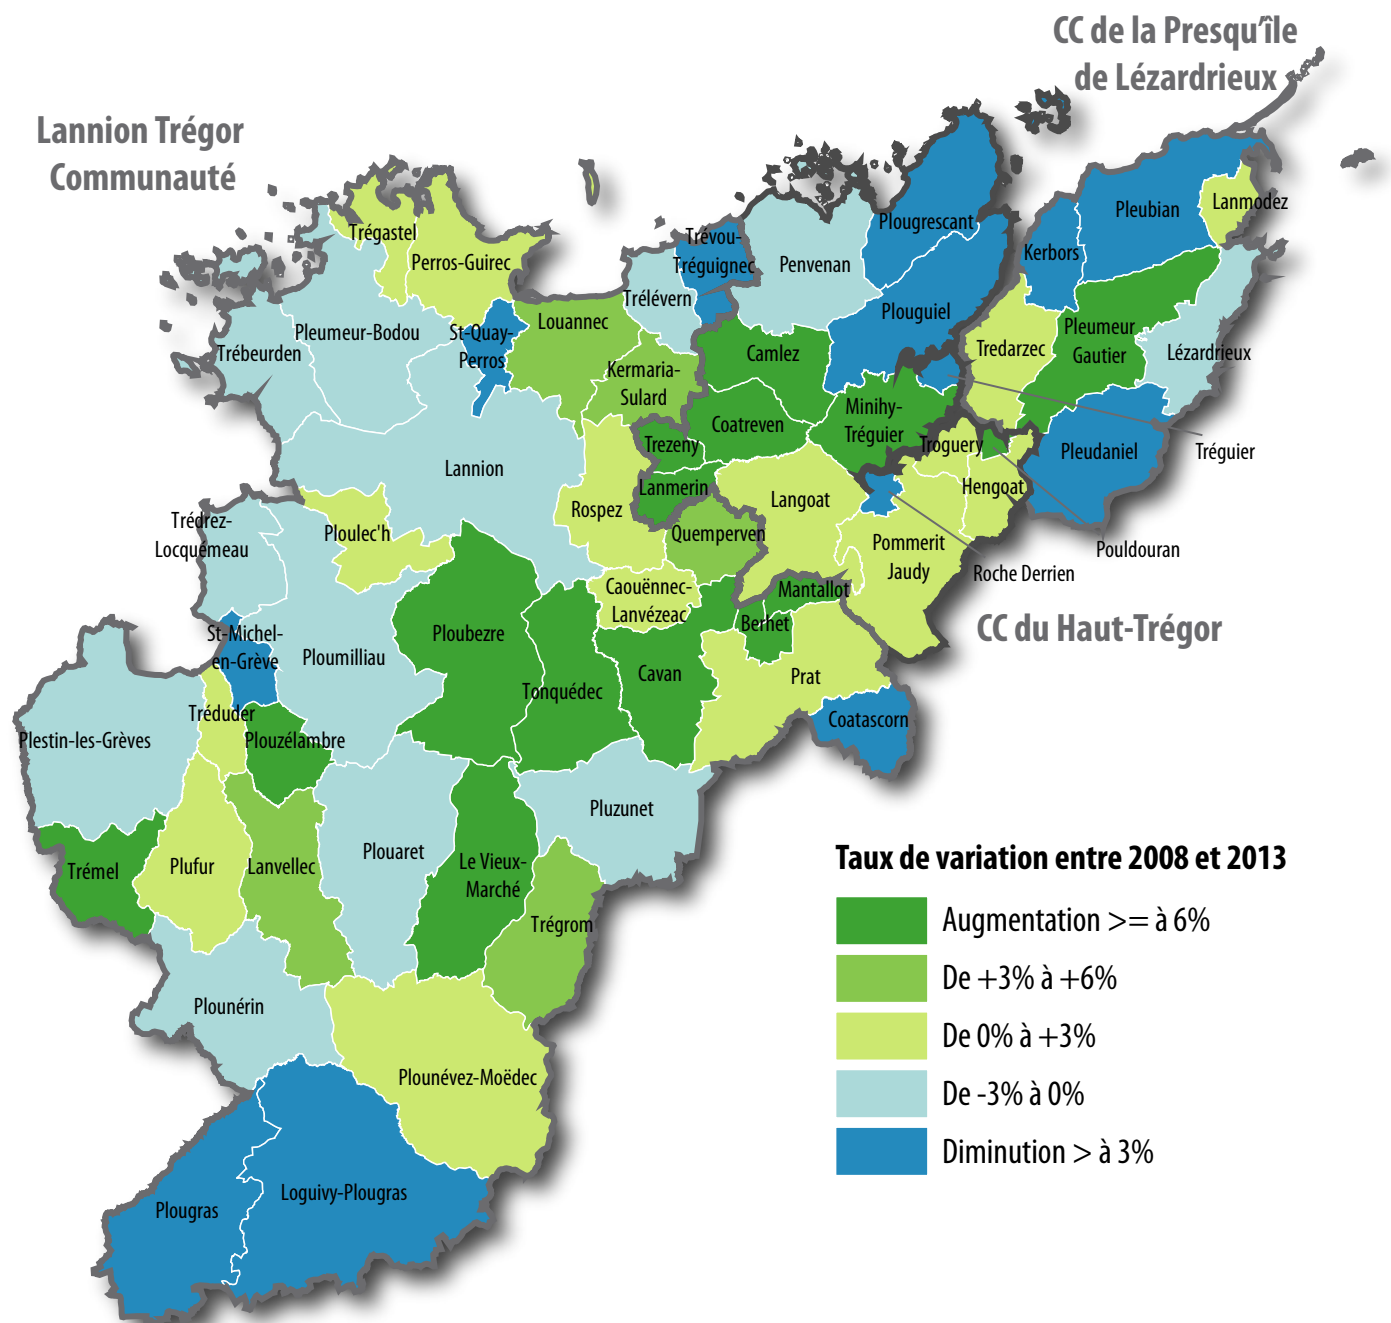 CC de la Presqu'île
de Lézardrieux
Lannion Trégor
Communauté
Trégastel
Perros-Guirec
Trévou-
Tréguignec
Penvenan
Plougrescant
Pleubian
Lanmodez
Kerbors
Trélévern
Plouguiel
Louannec
St-Quay-
Perros
Pleumeur-Bodou
Trébeurden
Kermaria-
Sulard
Camlez
Tredarzec
Pleumeur
Gautier
Lézardrieux
Minihy-
Tréguier
Coatreven
Trezeny
Troguery
Pleudaniel
Tréguier
Lannion
Lanmerin
Langoat
Hengoat
Rospez
Trédrez-
Locquémeau
Ploulec'h
Quemperven
Pommerit
Jaudy
Pouldouran
Roche Derrien
Caouënnec-
Lanvézeac
Mantallot
Berhet
CC du Haut-Trégor
St-Michel-
en-Grève
Ploumilliau
Ploubezre
Tonquédec
Cavan
Prat
Coatascorn
Tréduder
Plestin-les-Grèves
Plouzélambre
Pluzunet
Trémel
Plufur
Lanvellec
Plouaret
Le Vieux-
Marché
Trégrom
Plounérin
Plounévez-Moëdec
Loguivy-Plougras
Plougras
Taux de variation entre 2008 et 2013
Augmentation >= à 6%
De +3% à +6%
De 0% à +3%
De -3% à 0%
Diminution > à 3%